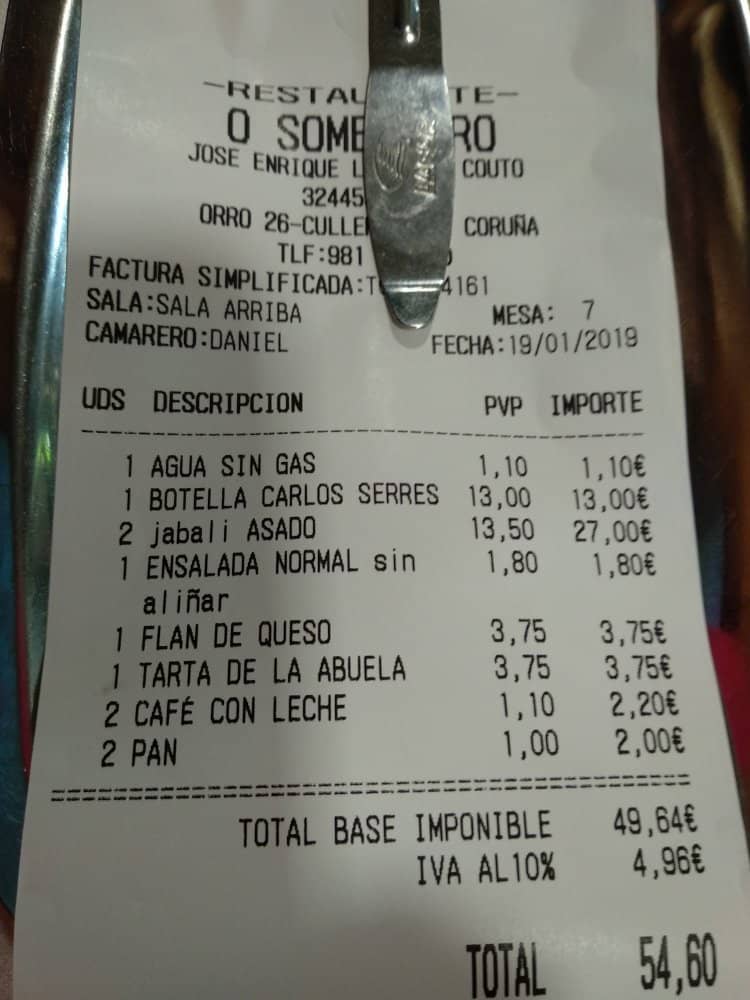 -RESTAU TE-
O SOMB RO
JOSE ENRIQUE L COUTO
32445
ORRO 26-CULLE CORUÑA
TLF:981
FACTURA SIMPLIFICADA:T 4161
SALA:SALA ARRIBA MESA: 7
CAMARERO:DANIEL FECHA:19/01/2019
UDS DESCRIPCION PVP IMPORTE
1 AGUA SIN GAS 1,10 1,10€
1 BOTELLA CARLOS SERRES 13,00 13,00€
2 jabali ASADO 13,50 27,00€
1 ENSALADA NORMAL sin 1,80 1,80€
aliñar
1 FLAN DE QUESO 3,75 3,75€
1 TARTA DE LA ABUELA 3,75 3,75€
2 CAFÉ CON LECHE 1,10 2,20€
2 PAN 1,00 2,00€
TOTAL BASE IMPONIBLE 49,64€
IVA AL10% 4,96€
TOTAL 54,60